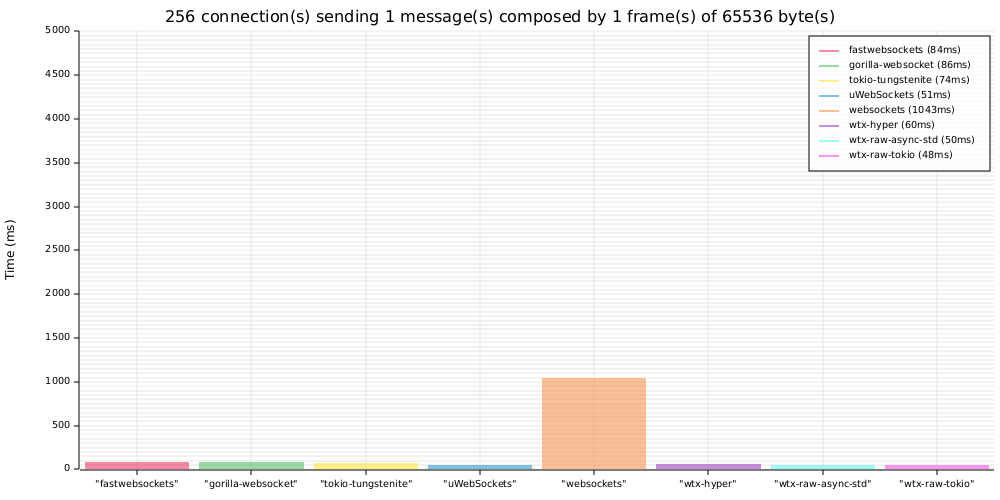 256 connection(s) sending 1 message(s) composed by 1 frame(s) of 65536 byte(s)
Time (ms)
5000
4500
4000
3500
3000
2500
2000
1500
1000
500
0
fastwebsockets (84ms)
gorilla-websocket (86ms)
tokio-tungstenite (74ms)
uWebSockets (51ms)
websockets (1043ms)
wtx-hyper (60ms)
wtx-raw-async-std (50ms)
wtx-raw-tokio (48ms)
"fastwebsockets" "gorilla-websocket" "tokio-tungstenite" "uWebSockets" "websockets" "wtx-hyper" "wtx-raw-async-std" "wtx-raw-tokio"